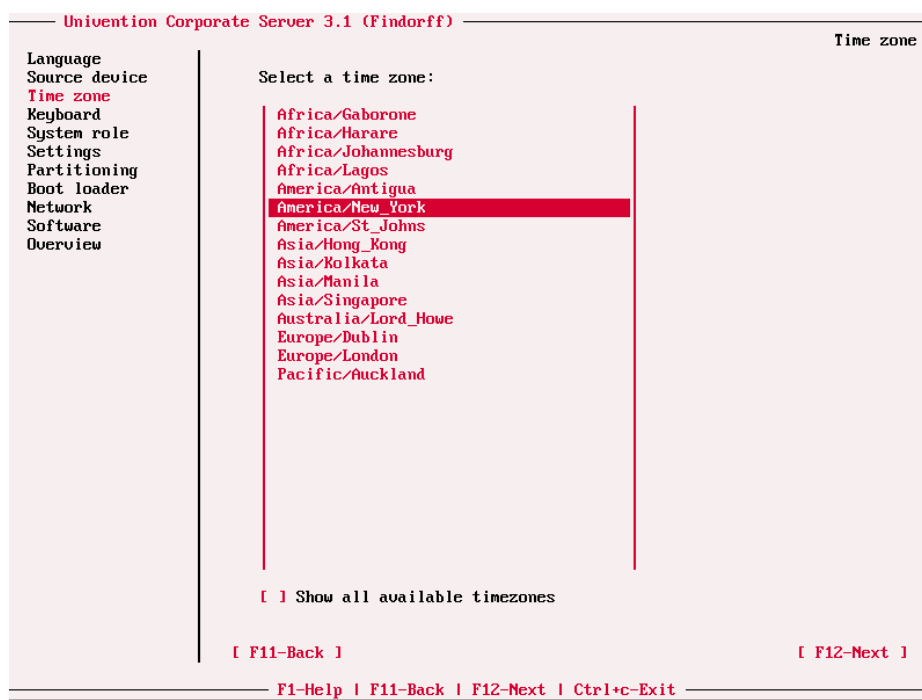 Univention Corporate Server 3.1 (Findorff)
Time zone
Language
Source device
Time zone
Keyboard
System role
Settings
Partitioning
Boot loader
Network
Software
Overview
Select a time zone:
Africa/Gaborone
Africa/Harare
Africa/Johannesburg
Africa/Lagos
America/Antigua
America/New_York
America/St_Johns
Asia/Hong_Kong
Asia/Kolkata
Asia/Manila
Asia/Singapore
Australia/Lord_Howe
Europe/Dublin
Europe/London
Pacific/Auckland
[ ] Show all available timezones
[ F11-Back ]
[ F12-Next ]
F1-Help | F11-Back | F12-Next | Ctrl+c-Exit